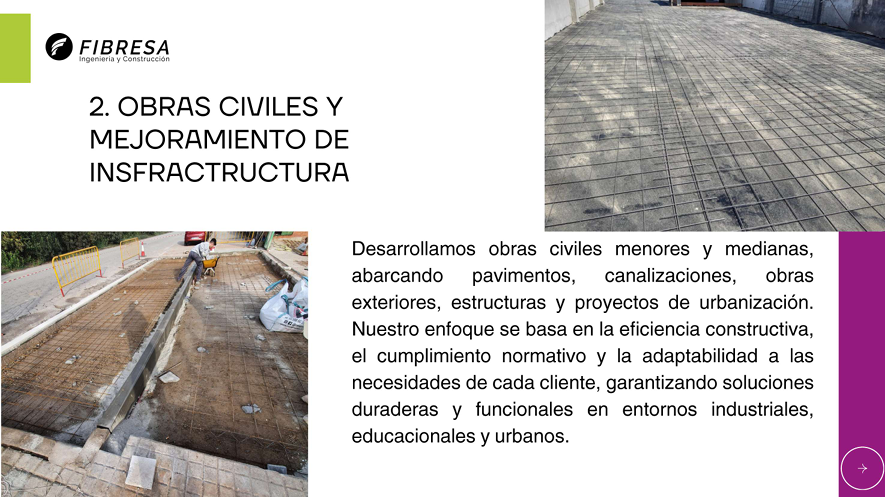 FIBRESA
Ingeniería y Construcción
2. OBRAS CIVILES Y
MEJORAMIENTO DE
INSFRACTRUCTURA
Desarrollamos obras civiles menores y medianas,
abarcando pavimentos, canalizaciones, obras
exteriores, estructuras y proyectos de urbanización.
Nuestro enfoque se basa en la eficiencia constructiva,
el cumplimiento normativo y la adaptabilidad a las
necesidades de cada cliente, garantizando soluciones
duraderas y funcionales en entornos industriales,
educacionales y urbanos.